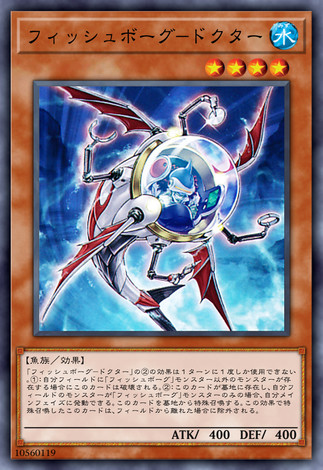 フィッシュボーグ－ドクター
水
【魚族／効果】
「フィッシュボーグ－ドクター」の②の効果は１ターンに１度しか使用できな
い。①：自分フィールドに「フィッシュボーグ」モンスター以外のモンスターが存
在する場合にこのカードは破壊される。②：このカードが墓地に存在し、自分フ
ィールドのモンスターが「フィッシュボーグ」モンスターのみの場合、自分メイ
ンフェイズに発動できる。このカードを墓地から特殊召喚する。この効果で特
殊召喚したこのカードは、フィールドから離れた場合に除外される。
ATK/ 400 DEF/ 400
10560119